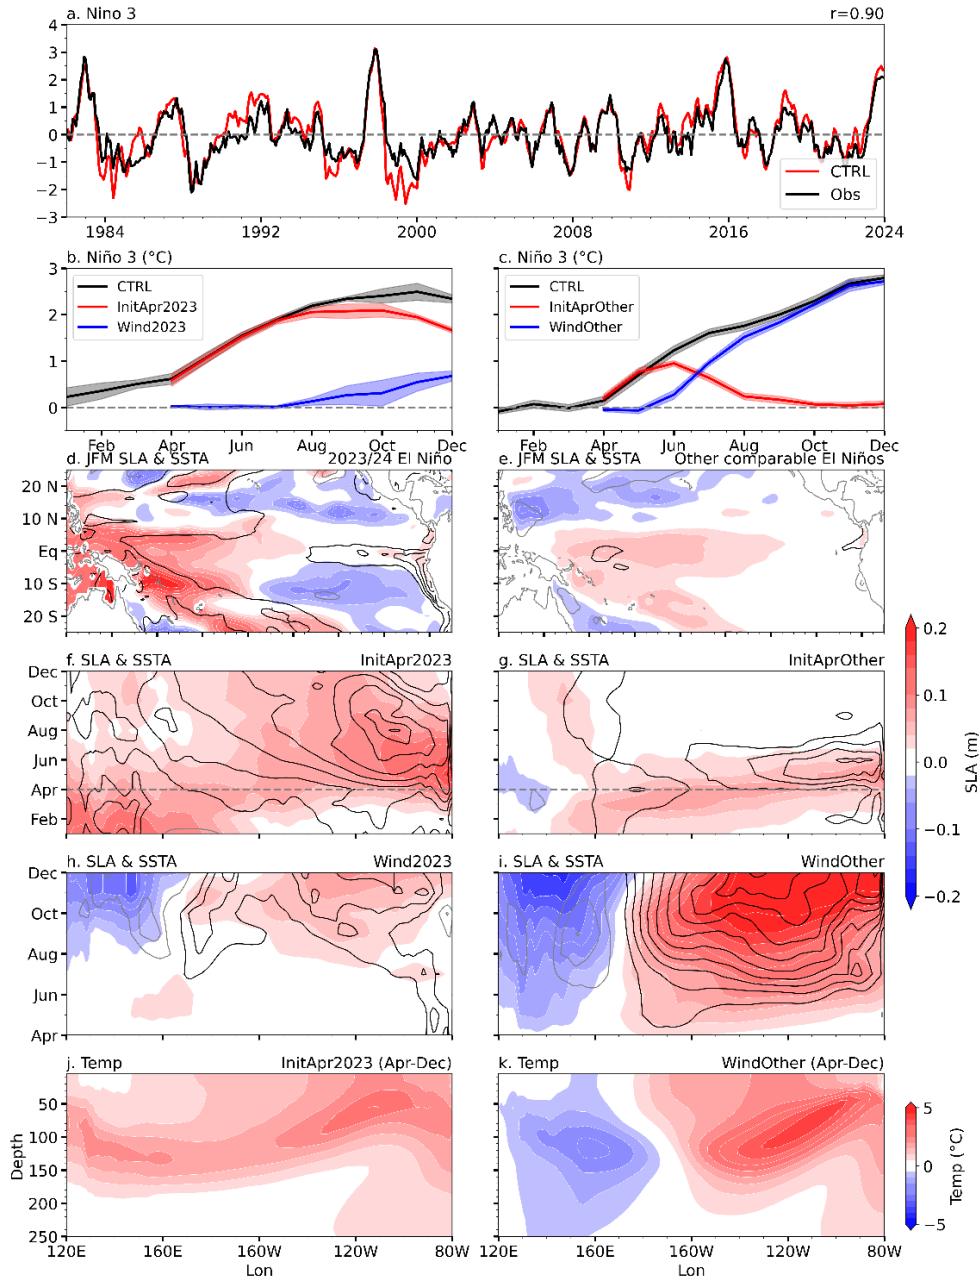 a. Nino 3 r=0.90
4
3
2
1
0
−1
−2
−3
CTRL
Obs
1984 1992 2000 2008 2016 2024
b. Niño 3 (°C) c. Niño 3 (°C)
3
2
1
0
CTRL
InitApr2023
Wind2023
CTRL
InitAprOther
WindOther
Feb Apr Jun Aug Oct Dec Feb Apr Jun Aug Oct Dec
d. JFM SLA & SSTA 2023/24 El Niño e. JFM SLA & SSTA Other comparable El Niños
20 N
10 N
Eq
10 S
20 S
f. SLA & SSTA InitApr2023 g. SLA & SSTA InitAprOther
Dec
Oct
Aug
Jun
Apr
Feb
h. SLA & SSTA Wind2023 i. SLA & SSTA WindOther
Dec
Oct
Aug
Jun
Apr
0.2
0.1
0.0
−0.1
−0.2
SLA (m)
j. Temp InitApr2023 (Apr-Dec) k. Temp WindOther (Apr-Dec)
50
100
150
200
250
Depth
120E 160E 160W 120W 80W 120E 160E 160W 120W 80W
Lon Lon
5
0
−5
Temp (°C)